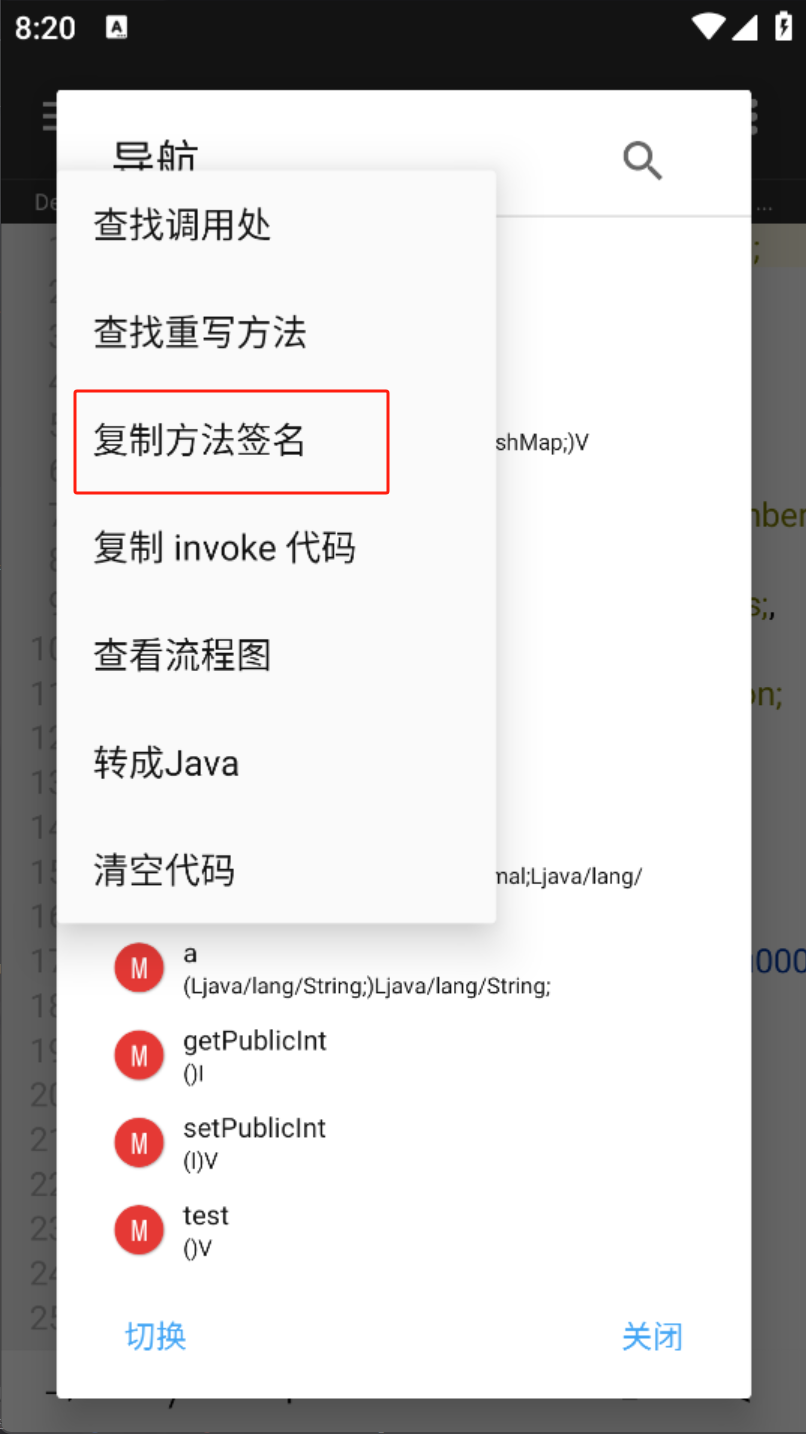 8:20
导航
查找调用处
查找重写方法
复制方法签名
shMap;)V
复制 invoke 代码
查看流程图
转成Java
清空代码
nal;Ljava/lang/
M
a
(Ljava/lang/String;)Ljava/lang/String;
M
getPublicInt
()I
M
setPublicInt
(I)V
M
test
()V
切换
关闭